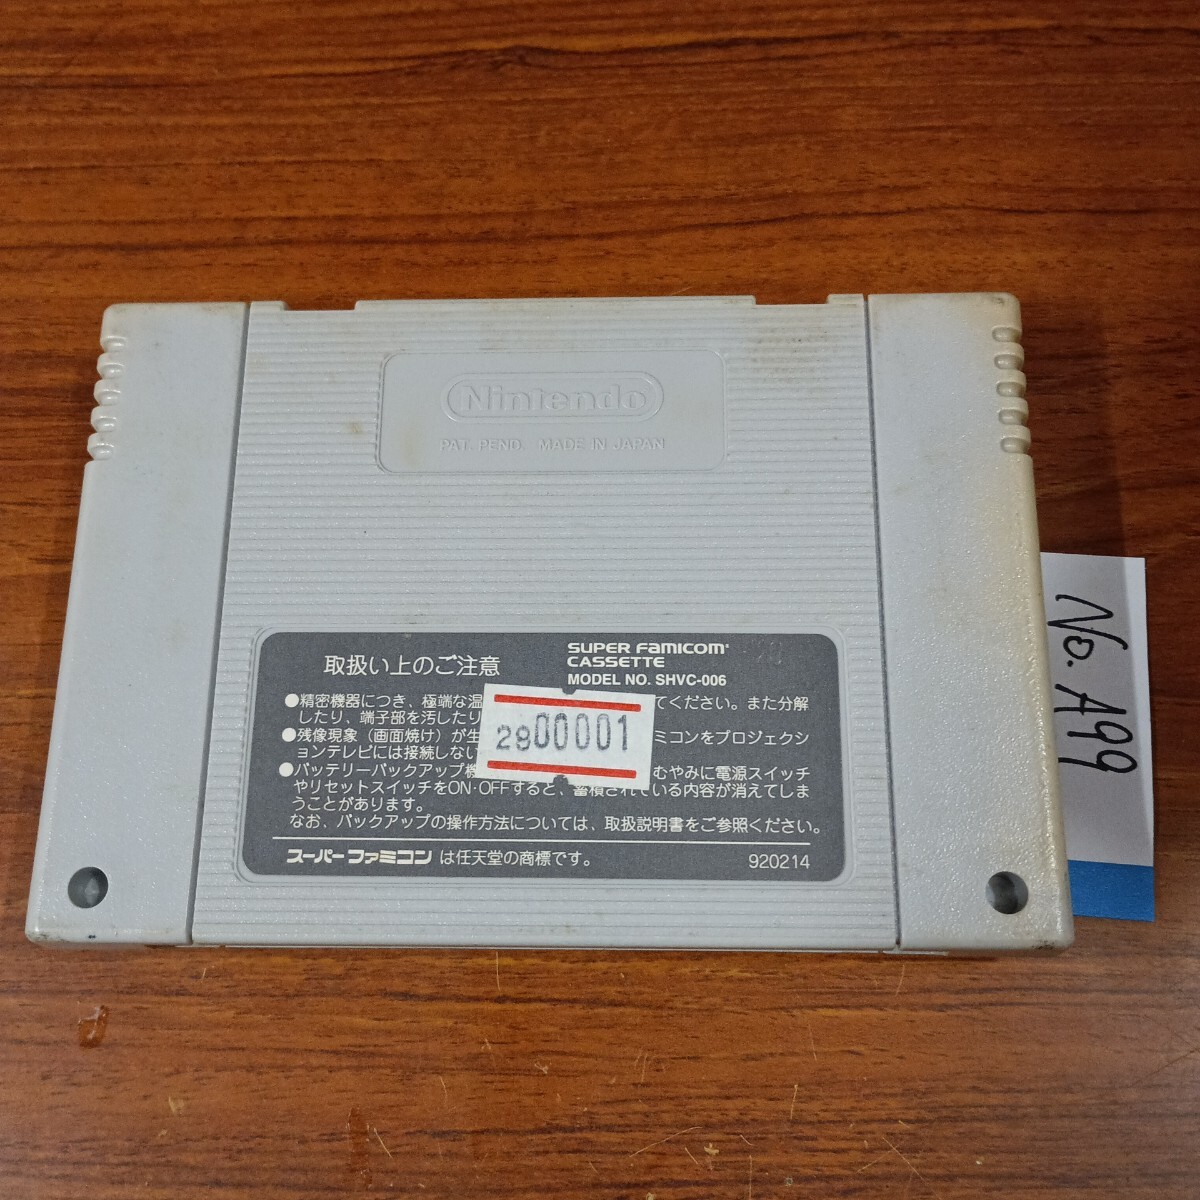 Nintendo
PAT. PEND. MADE IN JAPAN
取扱い上のご注意
SUPER FAMICOM
CASSETTE
MODEL NO. SHVC-006
●精密機器につき、極端な温 てください。また分解
したり、端子部を汚したり
●残像現象（画面焼け）が生 ミコンをプロジェクシ
ョンテレビには接続しない
●バッテリーバックアップ機 むやみに電源スイッチ
やリセットスイッチをON·OFFすると、蓄積されている内容が消えてしま
うことがあります。
なお、バックアップの操作方法については、取扱説明書をご参照ください。
2800001
スーパーファミコン は任天堂の商標です。
920214
No. A99